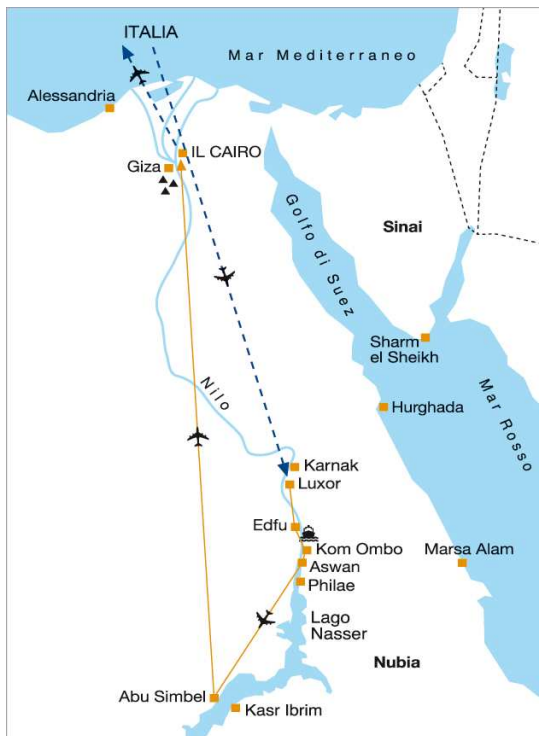 ITALIA
Mar Mediterraneo
Alessandria
IL CAIRO
Giza
Golfo di Suez
Sinai
Sharm
el Sheikh
Nilo
Hurghada
Mar Rosso
Karnak
Luxor
Edfu
Kom Ombo
Marsa Alam
Aswan
Philae
Lago
Nasser
Nubia
Abu Simbel
Kasr Ibrim